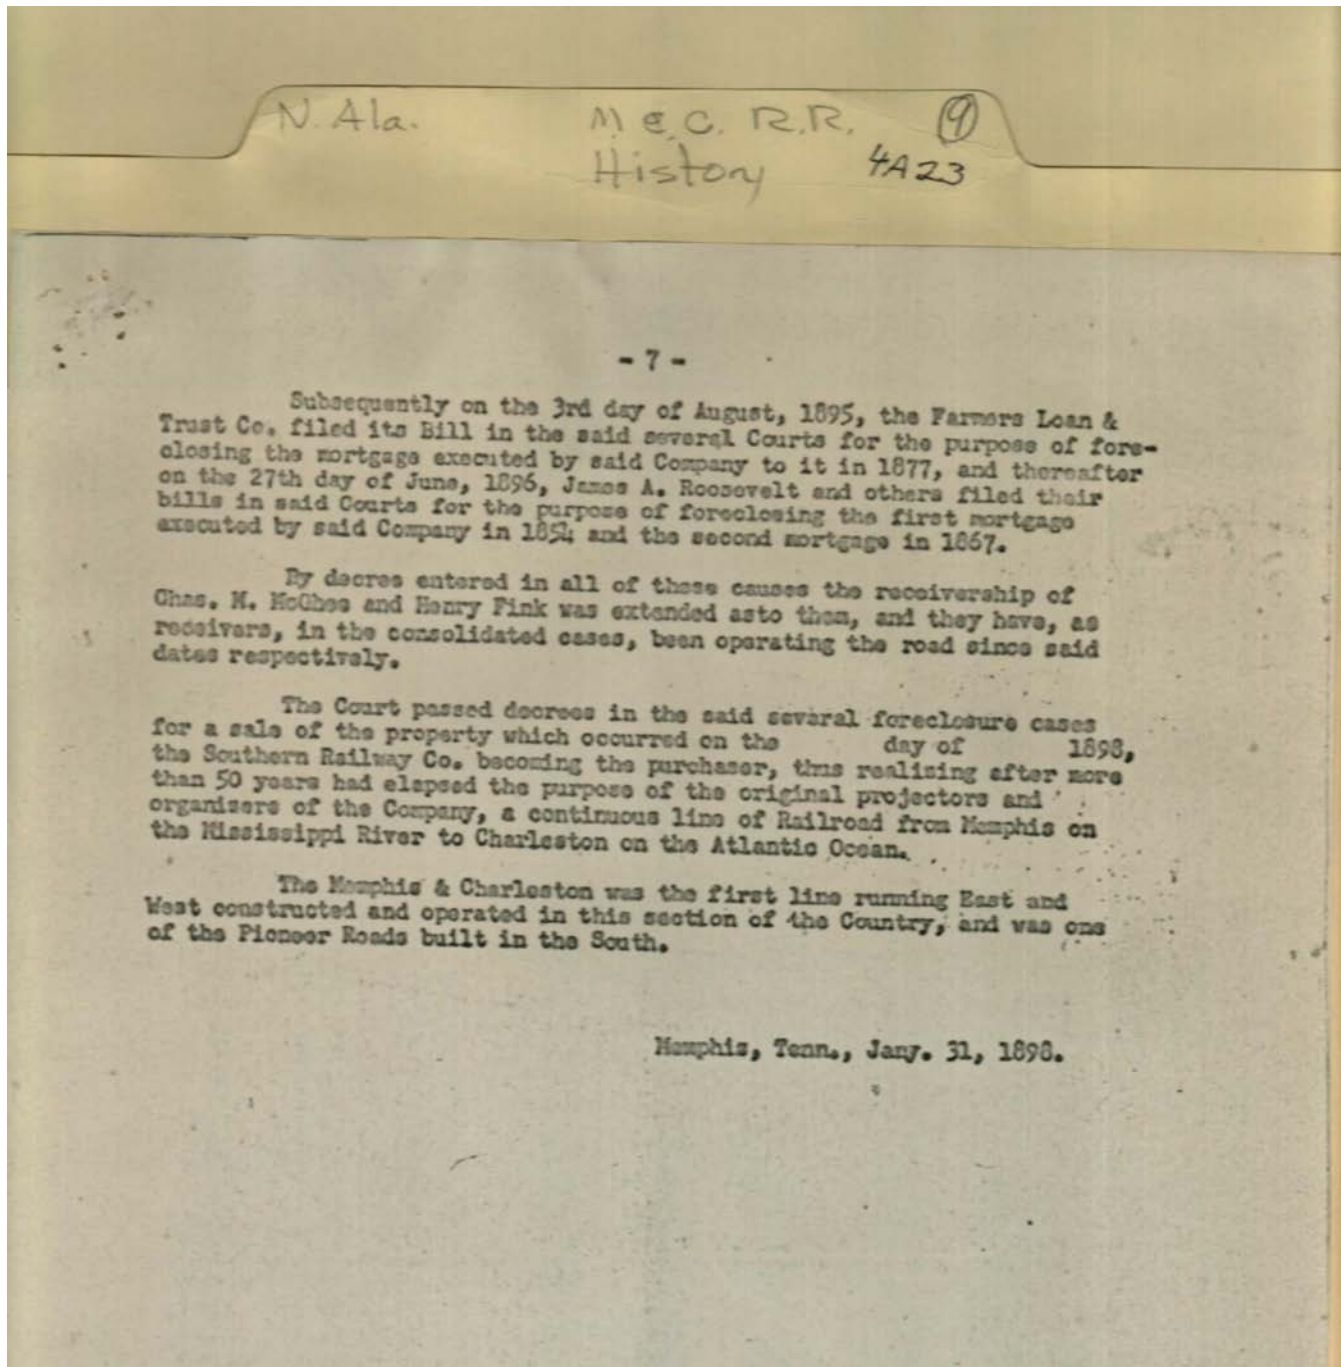 N. Ala. M & C. R.R. 9
History 4A23
- 7 -
Subsequently on the 3rd day of August, 1895, the Farmers Loan &
Trust Co. filed its Bill in the said several Courts for the purpose of fore-
closing the mortgage executed by said Company to it in 1877, and thereafter
on the 27th day of June, 1896, James A. Roosevelt and others filed their
bills in said Courts for the purpose of foreclosing the first mortgage
executed by said Company in 1854 and the second mortgage in 1867.
By decree entered in all of these causes the receivership of
Chas. M. McGhee and Henry Fink was extended asto them, and they have, as
receivers, in the consolidated cases, been operating the road since said
dates respectively.
The Court passed decrees in the said several foreclosure cases
for a sale of the property which occurred on the day of 1898,
the Southern Railway Co. becoming the purchaser, thus realizing after more
than 50 years had elapsed the purpose of the original projectors and
organizers of the Company, a continuous line of Railroad from Memphis on
the Mississippi River to Charleston on the Atlantic Ocean.
The Memphis & Charleston was the first line running East and
West constructed and operated in this section of the Country, and was one
of the Pioneer Roads built in the South.
Memphis, Tenn., Jany. 31, 1898.